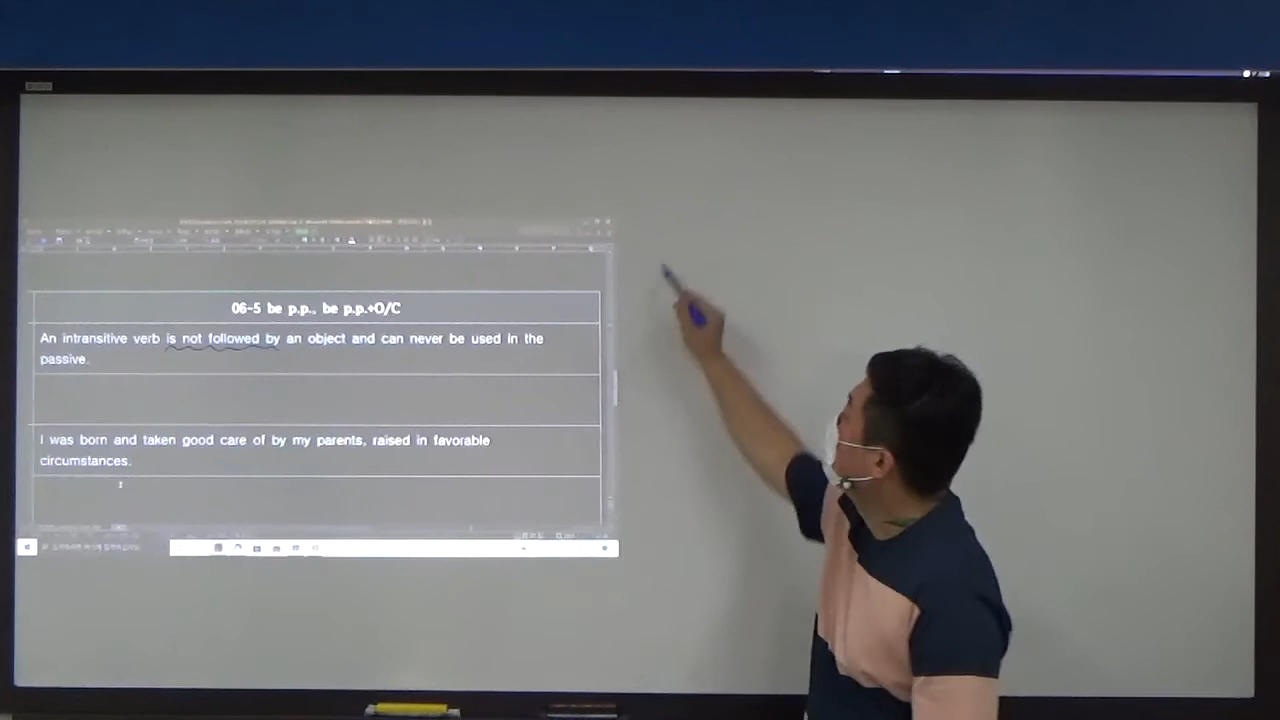 06-5 be p.p., be p.p.+O/C
An intransitive verb is not followed by an object and can never be used in the
passive.
I was born and taken good care of by my parents, raised in favorable
circumstances.